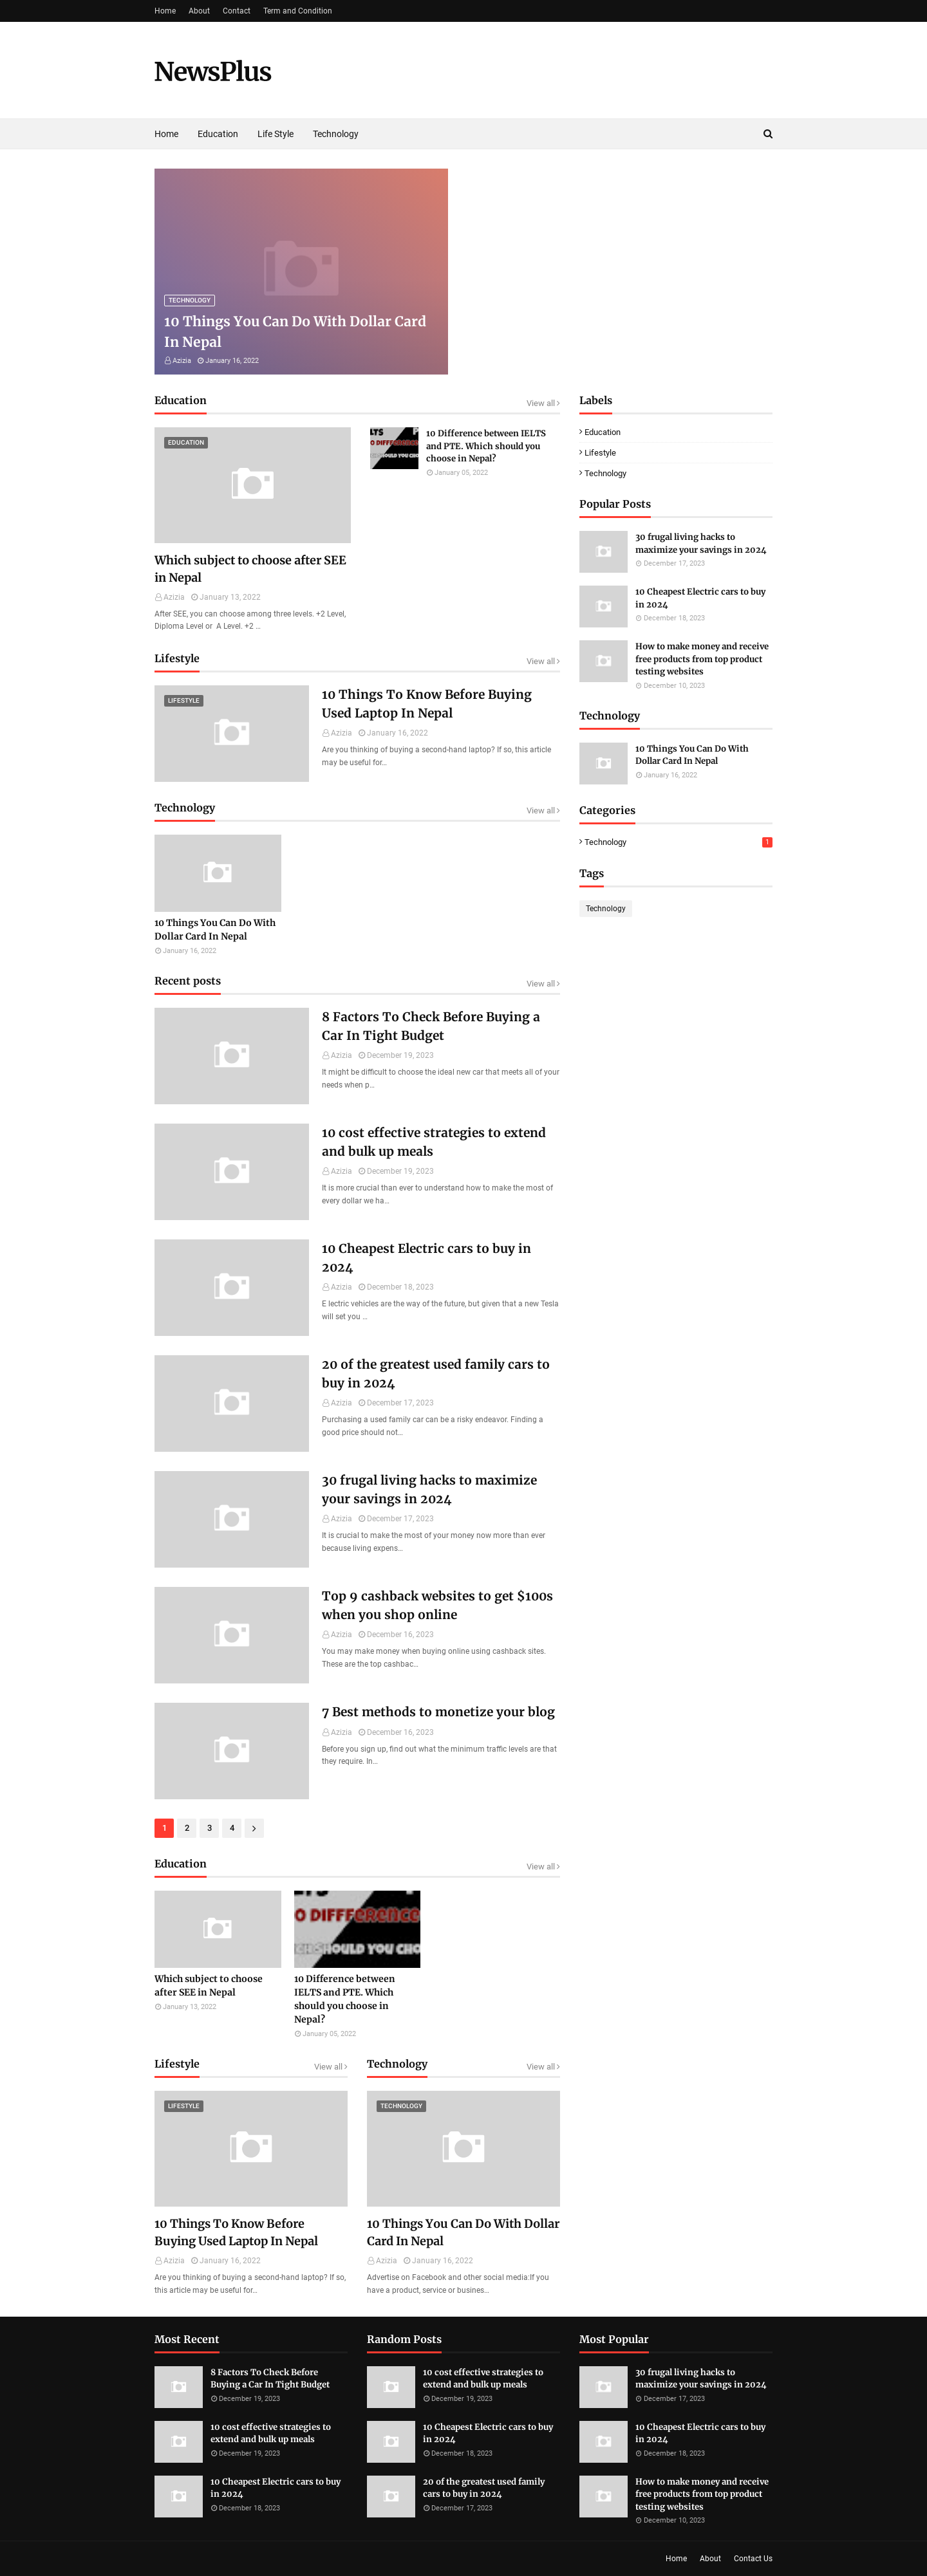 Home About Contact Term and Condition
NewsPlus
Home Education Life Style Technology
TECHNOLOGY
10 Things You Can Do With Dollar Card
In Nepal
Azizia January 16, 2022
Education View all
EDUCATION
Which subject to choose after SEE
in Nepal
Azizia January 13, 2022
After SEE, you can choose among three levels. +2 Level,
Diploma Level or A Level. +2 ...
10 Difference between IELTS
and PTE. Which should you
choose in Nepal?
January 05, 2022
Lifestyle View all
LIFESTYLE
10 Things To Know Before Buying
Used Laptop In Nepal
Azizia January 16, 2022
Are you thinking of buying a second-hand laptop? If so, this article
may be useful for...
Technology View all
10 Things You Can Do With
Dollar Card In Nepal
January 16, 2022
Recent posts View all
8 Factors To Check Before Buying a
Car In Tight Budget
Azizia December 19, 2023
It might be difficult to choose the ideal new car that meets all of your
needs when p...
10 cost effective strategies to extend
and bulk up meals
Azizia December 19, 2023
It is more crucial than ever to understand how to make the most of
every dollar we ha...
10 Cheapest Electric cars to buy in
2024
Azizia December 18, 2023
E lectric vehicles are the way of the future, but given that a new Tesla
will set you ...
20 of the greatest used family cars to
buy in 2024
Azizia December 17, 2023
Purchasing a used family car can be a risky endeavor. Finding a
good price should not...
30 frugal living hacks to maximize
your savings in 2024
Azizia December 17, 2023
It is crucial to make the most of your money now more than ever
because living expens...
Top 9 cashback websites to get $100s
when you shop online
Azizia December 16, 2023
You may make money when buying online using cashback sites.
These are the top cashbac...
7 Best methods to monetize your blog
Azizia December 16, 2023
Before you sign up, find out what the minimum traffic levels are that
they require. In...
1 2 3 4
Education View all
Which subject to choose
after SEE in Nepal
January 13, 2022
10 Difference between
IELTS and PTE. Which
should you choose in
Nepal?
January 05, 2022
Lifestyle View all
LIFESTYLE
10 Things To Know Before
Buying Used Laptop In Nepal
Azizia January 16, 2022
Are you thinking of buying a second-hand laptop? If so,
this article may be useful for...
Technology View all
TECHNOLOGY
10 Things You Can Do With Dollar
Card In Nepal
Azizia January 16, 2022
Advertise on Facebook and other social media:If you
have a product, service or busines...
Labels
Education
Lifestyle
Technology
Popular Posts
30 frugal living hacks to
maximize your savings in 2024
December 17, 2023
10 Cheapest Electric cars to buy
in 2024
December 18, 2023
How to make money and receive
free products from top product
testing websites
December 10, 2023
Technology
10 Things You Can Do With
Dollar Card In Nepal
January 16, 2022
Categories
Technology 1
Tags
Technology
Most Recent
8 Factors To Check Before
Buying a Car In Tight Budget
December 19, 2023
10 cost effective strategies to
extend and bulk up meals
December 19, 2023
10 Cheapest Electric cars to buy
in 2024
December 18, 2023
Random Posts
10 cost effective strategies to
extend and bulk up meals
December 19, 2023
10 Cheapest Electric cars to buy
in 2024
December 18, 2023
20 of the greatest used family
cars to buy in 2024
December 17, 2023
Most Popular
30 frugal living hacks to
maximize your savings in 2024
December 17, 2023
10 Cheapest Electric cars to buy
in 2024
December 18, 2023
How to make money and receive
free products from top product
testing websites
December 10, 2023
Home About Contact Us